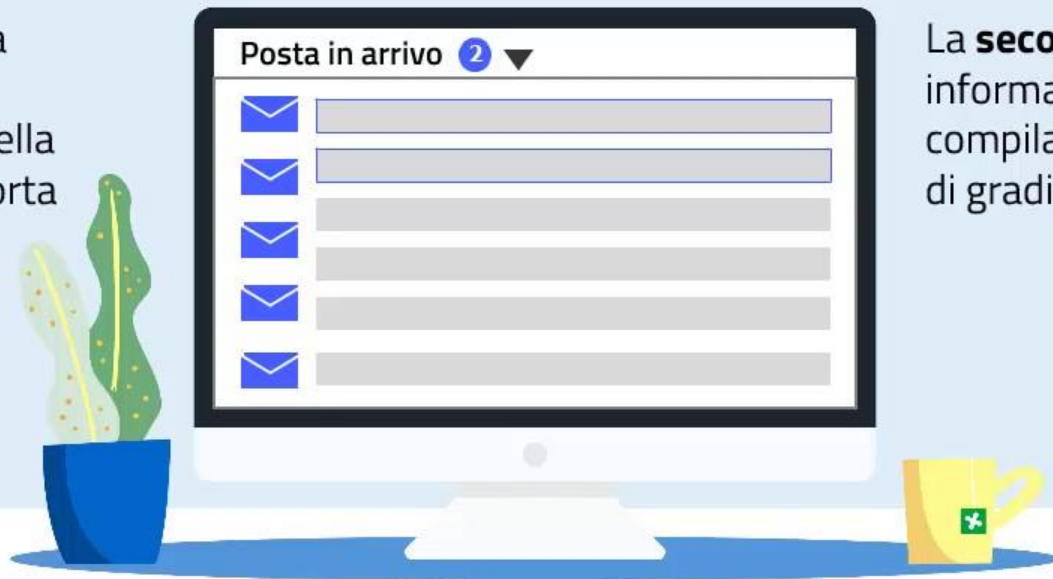 Posta in arrivo 2
La seco
informa
compila
di gradi
ella
orta